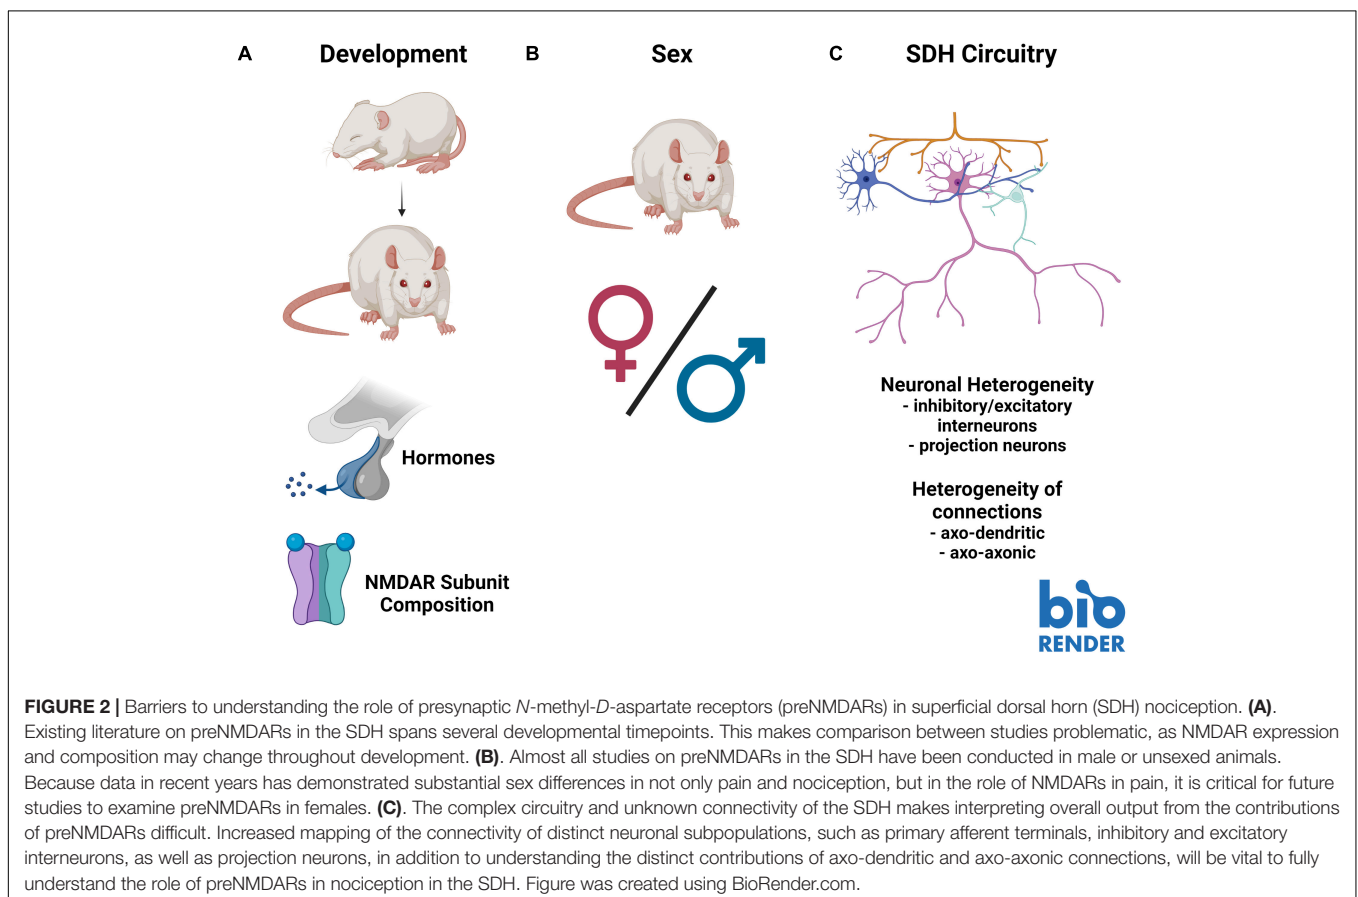 A Development
Hormones
NMDAR Subunit
Composition
B Sex
C SDH Circuitry
Neuronal Heterogeneity
- inhibitory/excitatory
interneurons
- projection neurons
Heterogeneity of
connections
- axo-dendritic
- axo-axonic
bio
RENDER
FIGURE 2 | Barriers to understanding the role of presynaptic N-methyl-D-aspartate receptors (preNMDARs) in superficial dorsal horn (SDH) nociception. (A).
Existing literature on preNMDARs in the SDH spans several developmental timepoints. This makes comparison between studies problematic, as NMDAR expression
and composition may change throughout development. (B). Almost all studies on preNMDARs in the SDH have been conducted in male or unsexed animals.
Because data in recent years has demonstrated substantial sex differences in not only pain and nociception, but in the role of NMDARs in pain, it is critical for future
studies to examine preNMDARs in females. (C). The complex circuitry and unknown connectivity of the SDH makes interpreting overall output from the contributions
of preNMDARs difficult. Increased mapping of the connectivity of distinct neuronal subpopulations, such as primary afferent terminals, inhibitory and excitatory
interneurons, as well as projection neurons, in addition to understanding the distinct contributions of axo-dendritic and axo-axonic connections, will be vital to fully
understand the role of preNMDARs in nociception in the SDH. Figure was created using BioRender.com.